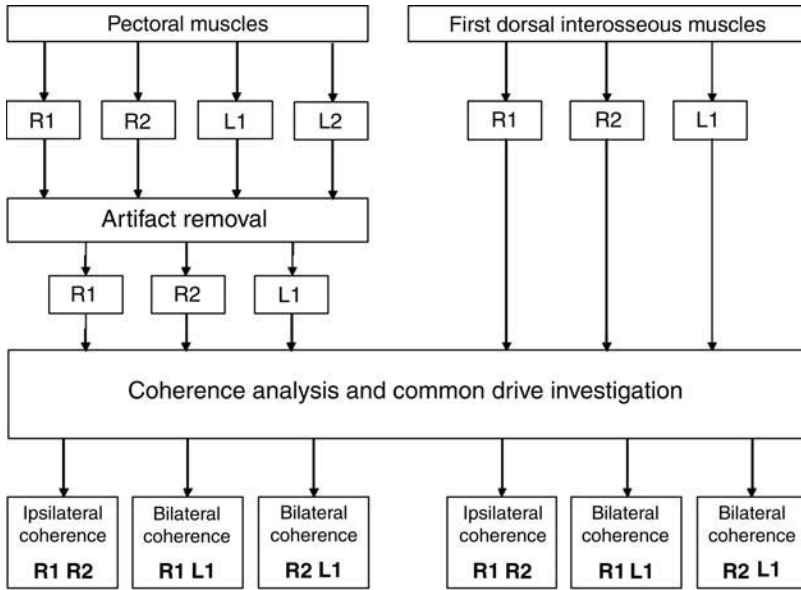 Pectoral muscles
First dorsal interosseous muscles
R1
R2
L1
L2
R1
R2
L1
Artifact removal
R1
R2
L1
Coherence analysis and common drive investigation
Ipsilateral
coherence
R1 R2
Bilateral
coherence
R1 L1
Bilateral
coherence
R2 L1
Ipsilateral
coherence
R1 R2
Bilateral
coherence
R1 L1
Bilateral
coherence
R2 L1